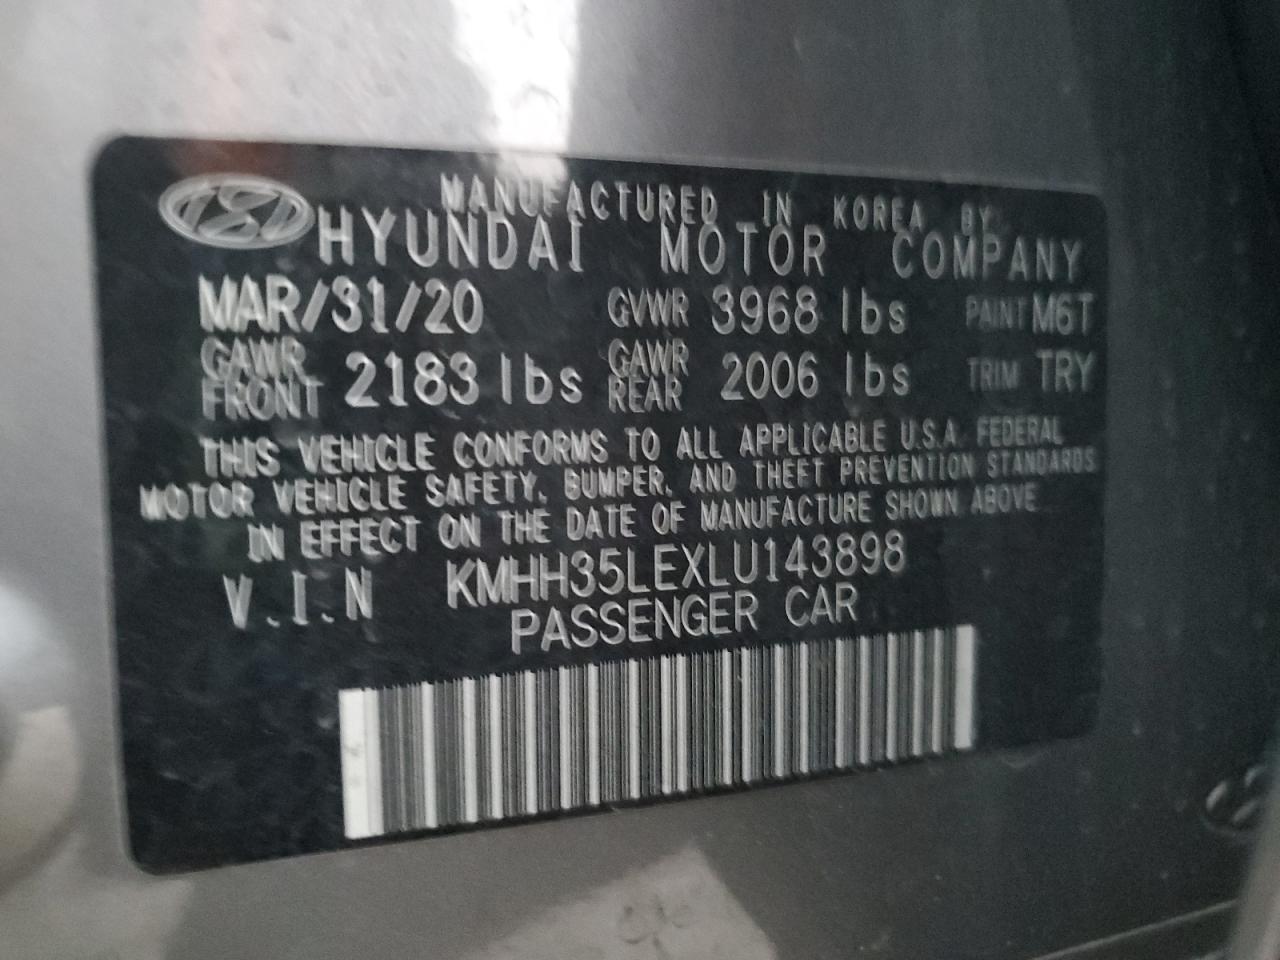 MANUFACTURED IN KOREA BY
HYUNDAI MOTOR COMPANY
MAR/31/20 GVWR 3968 lbs PAINT M6T
GAWR FRONT 2183 lbs GAWR REAR 2006 lbs TRIM TRY
THIS VEHICLE CONFORMS TO ALL APPLICABLE U.S.A. FEDERAL
MOTOR VEHICLE SAFETY, BUMPER, AND THEFT PREVENTION STANDARDS
IN EFFECT ON THE DATE OF MANUFACTURE SHOWN ABOVE
V.I.N KMHH35LEXLU143898
PASSENGER CAR